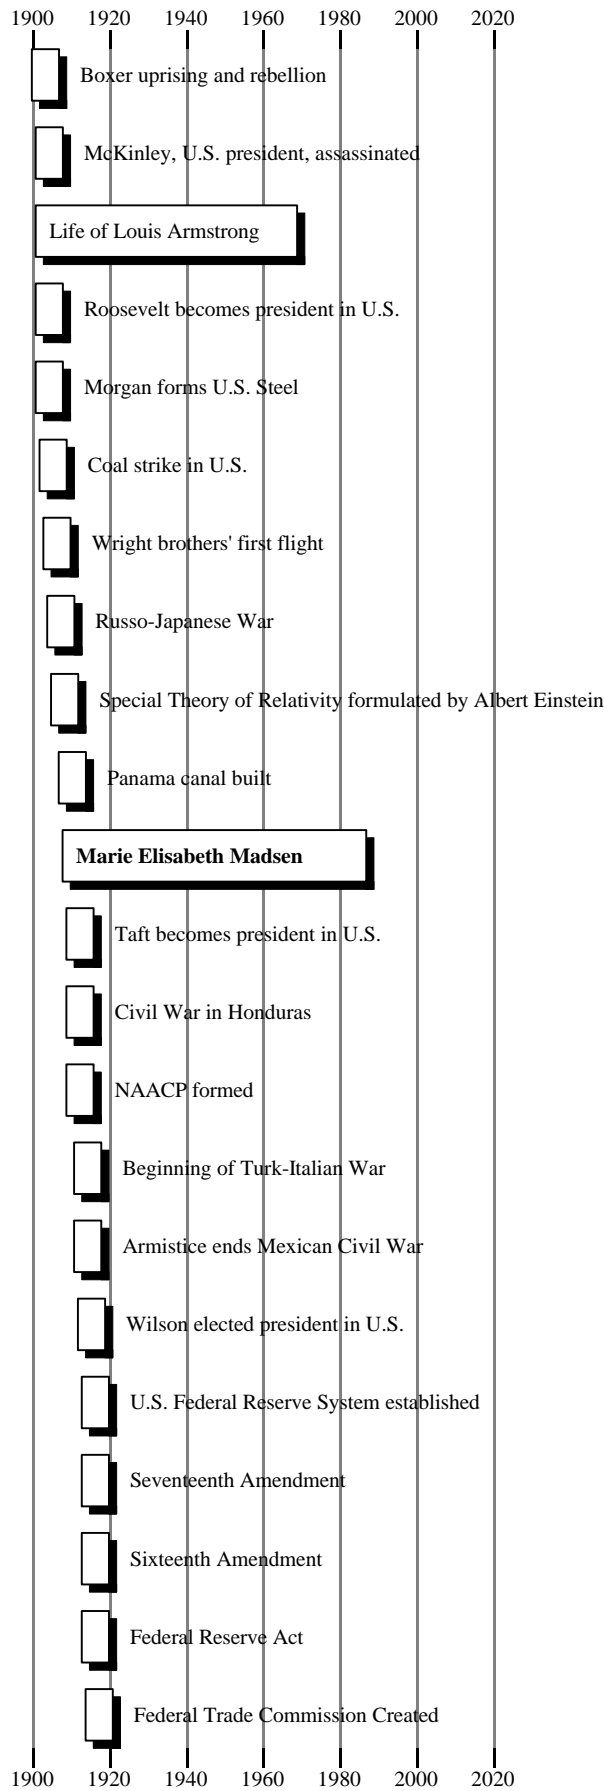 1900 1920 1940 1960 1980 2000 2020
Boxer uprising and rebellion
McKinley, U.S. president, assassinated
Life of Louis Armstrong
Roosevelt becomes president in U.S.
Morgan forms U.S. Steel
Coal strike in U.S.
Wright brothers' first flight
Russo-Japanese War
Special Theory of Relativity formulated by Albert Einstein
Panama canal built
Marie Elisabeth Madsen
Taft becomes president in U.S.
Civil War in Honduras
NAACP formed
Beginning of Turk-Italian War
Armistice ends Mexican Civil War
Wilson elected president in U.S.
U.S. Federal Reserve System established
Seventeenth Amendment
Sixteenth Amendment
Federal Reserve Act
Federal Trade Commission Created
1900 1920 1940 1960 1980 2000 2020